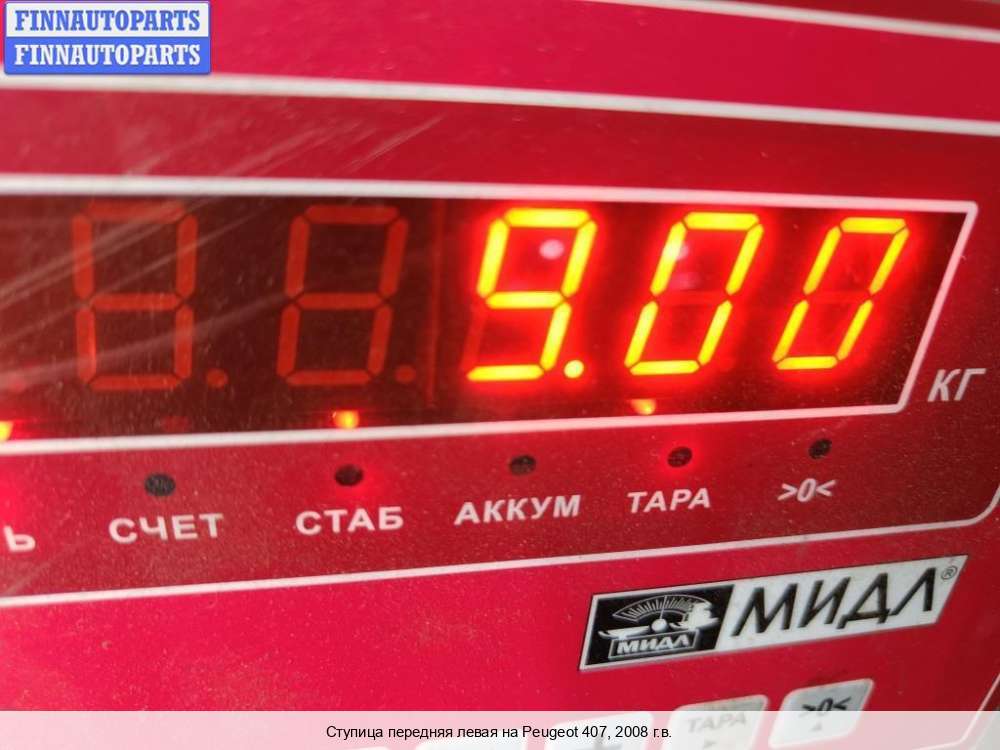 FINNAUTOPARTS
FINNAUTOPARTS
9.00
КГ
Ь СЧЕТ СТАБ АККУМ ТАРА >0<
МИДЛ МИДЛ®
ТАРА >0<
Ступица передняя левая на Peugeot 407, 2008 г.в.